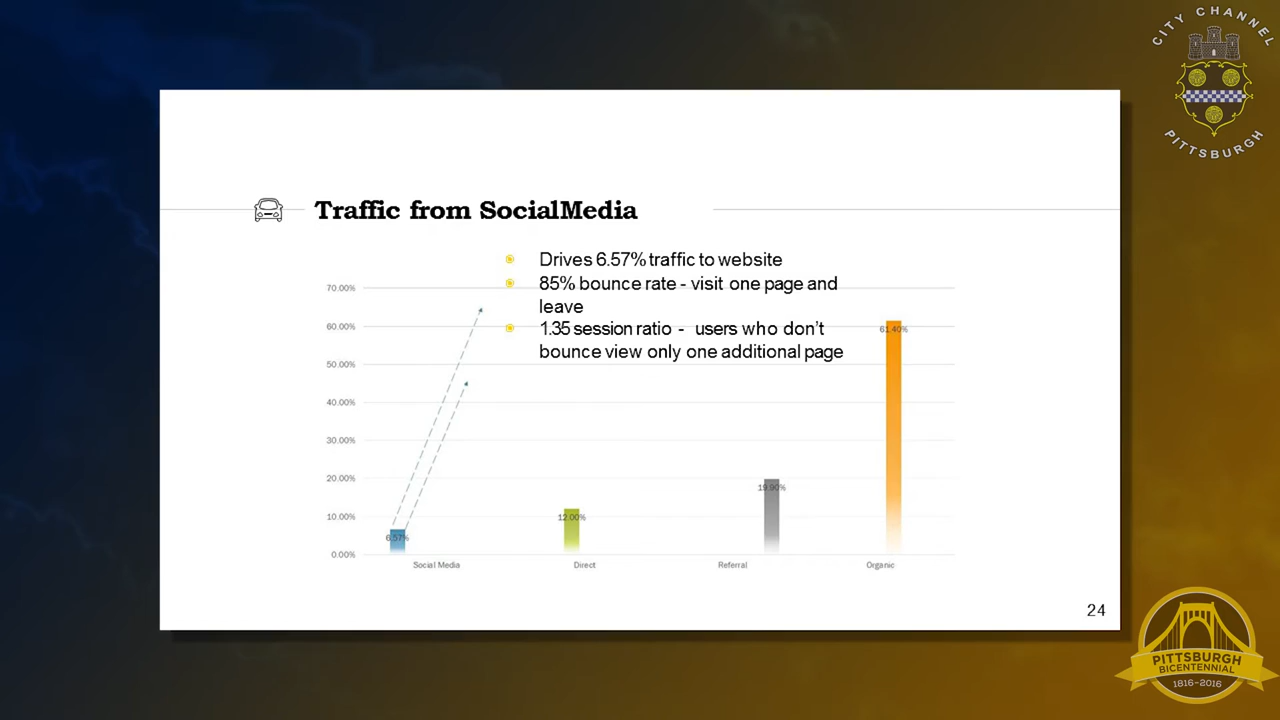 CITY CHANNEL
PITTSBURGH
Traffic from SocialMedia
Drives 6.57% traffic to website
85% bounce rate - visit one page and
leave
1.35 session ratio - users who don't
bounce view only one additional page
70.00%
60.00%
50.00%
40.00%
30.00%
20.00%
10.00%
0.00%
6.57%
12.00%
19.90%
61.40%
Social Media
Direct
Referral
Organic
24
PITTSBURGH
BICENTENNIAL
1816-2016